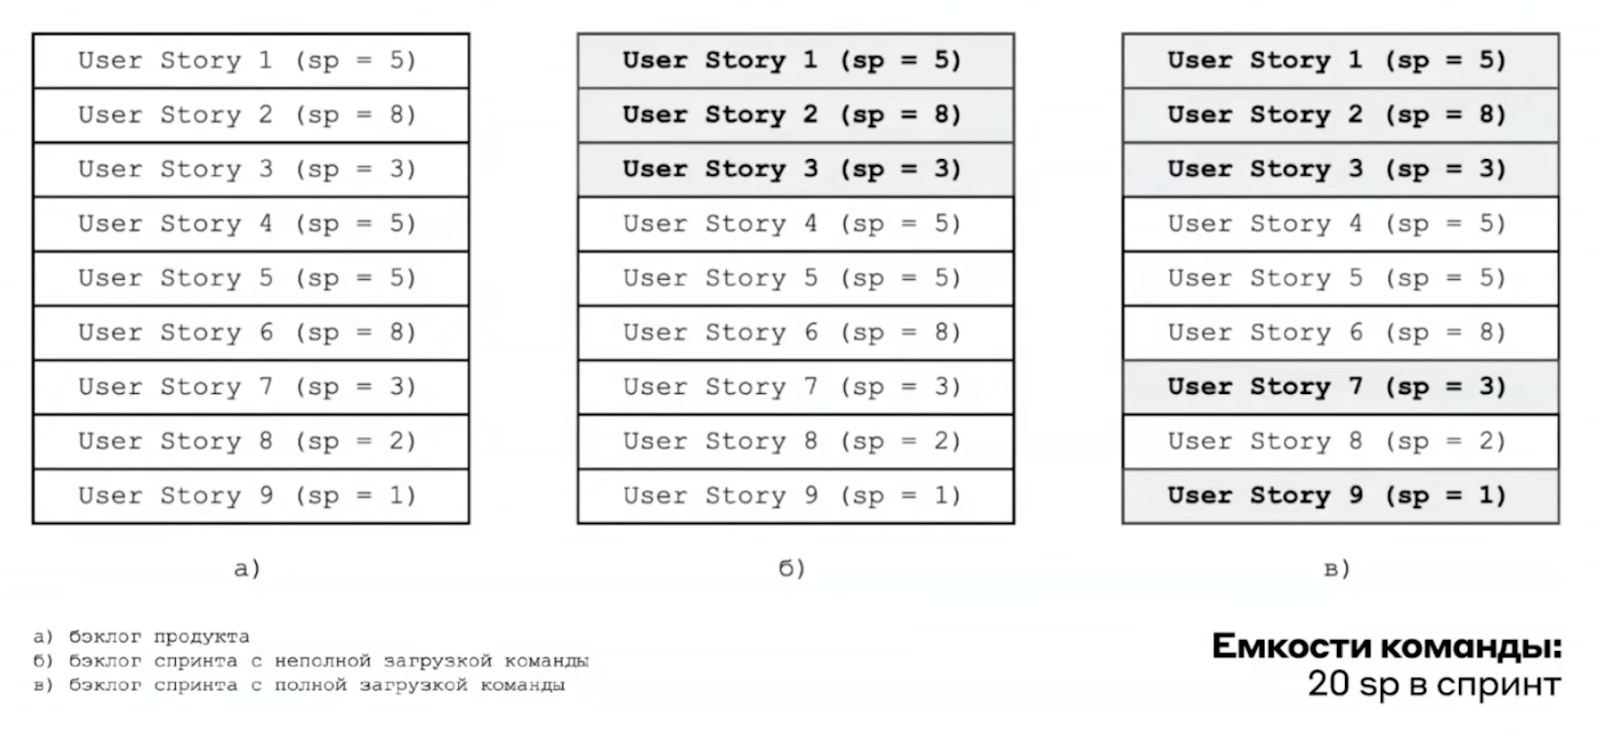 User Story 1 (sp = 5)
User Story 2 (sp = 8)
User Story 3 (sp = 3)
User Story 4 (sp = 5)
User Story 5 (sp = 5)
User Story 6 (sp = 8)
User Story 7 (sp = 3)
User Story 8 (sp = 2)
User Story 9 (sp = 1)
а)
User Story 1 (sp = 5)
User Story 2 (sp = 8)
User Story 3 (sp = 3)
User Story 4 (sp = 5)
User Story 5 (sp = 5)
User Story 6 (sp = 8)
User Story 7 (sp = 3)
User Story 8 (sp = 2)
User Story 9 (sp = 1)
б)
User Story 1 (sp = 5)
User Story 2 (sp = 8)
User Story 3 (sp = 3)
User Story 4 (sp = 5)
User Story 5 (sp = 5)
User Story 6 (sp = 8)
User Story 7 (sp = 3)
User Story 8 (sp = 2)
User Story 9 (sp = 1)
в)
а) бэклог продукта
б) бэклог спринта с неполной загрузкой команды
в) бэклог спринта с полной загрузкой команды
Емкости команды:
20 sp в спринт